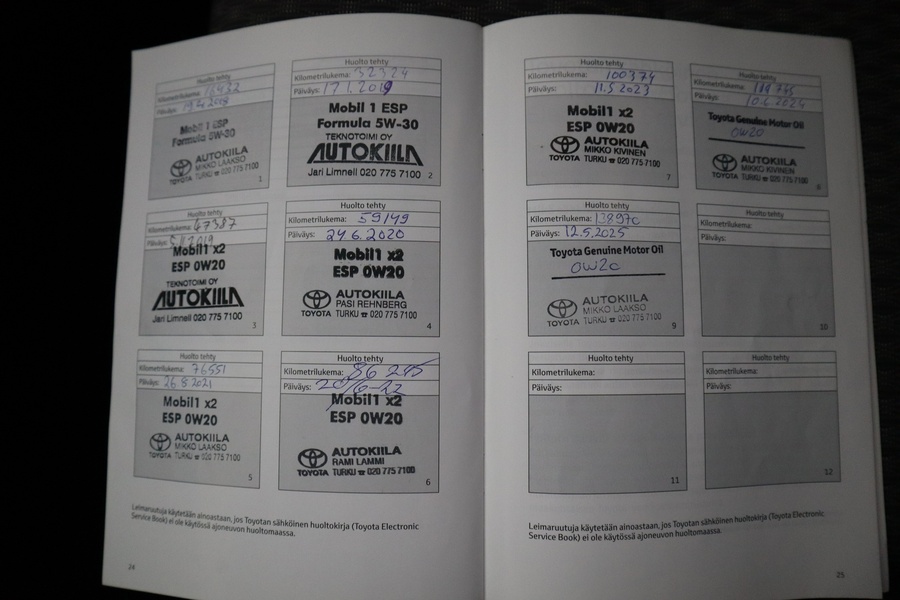 Huolto tehty
Kilometrilukema: 16432
Päiväys: 19.4.2018
Mobil 1 ESP
Formula 5W-30
AUTOKIILA
MIKKO LAAKSO
TOYOTA TURKU ☎ 020 775 7100
1
Huolto tehty
Kilometrilukema: 32324
Päiväys: 17.1.2019
Mobil 1 ESP
Formula 5W-30
TEKNOTOIMI OY
AUTOKIILA
Jari Limnell 020 775 7100
2
Huolto tehty
Kilometrilukema: 47387
Päiväys:
Mobil1 x2
ESP 0W20
TEKNOTOIMI OY
AUTOKIILA
Jari Limnell 020 775 7100
3
Huolto tehty
Kilometrilukema: 59149
Päiväys: 24.6.2020
Mobil1 x2
ESP 0W20
AUTOKIILA
PASI REHNBERG
TOYOTA TURKU ☎ 020 775 7100
4
Huolto tehty
Kilometrilukema: 76551
Päiväys: 26.8.2021
Mobil1 x2
ESP 0W20
AUTOKIILA
MIKKO LAAKSO
TOYOTA TURKU ☎ 020 775 7100
5
Huolto tehty
Kilometrilukema: 86 245
Päiväys: 20/6-22
Mobil1 x2
ESP 0W20
AUTOKIILA
RAMI LAMMI
TOYOTA TURKU ☎ 020 775 7100
6
Leimaruutuja käytetään ainoastaan, jos Toyotan sähköinen huoltokirja (Toyota Electronic
Service Book) ei ole käytössä ajoneuvon huoltomaassa.
24
Huolto tehty
Kilometrilukema: 100374
Päiväys: 11.5.2023
Mobil1 x2
ESP 0W20
AUTOKIILA
MIKKO KIVINEN
TOYOTA TURKU ☎ 020 775 7100
7
Huolto tehty
Kilometrilukema:
Päiväys: 10.6.2024
Toyota Genuine Motor Oil
0W20
AUTOKIILA
MIKKO KIVINEN
TOYOTA TURKU ☎ 020 775 7100
8
Huolto tehty
Kilometrilukema: 138970
Päiväys: 12.5.2025
Toyota Genuine Motor Oil
0W20
AUTOKIILA
MIKKO LAAKSO
TOYOTA TURKU ☎ 020 775 7100
9
Huolto tehty
Kilometrilukema:
Päiväys:
10
Huolto tehty
Kilometrilukema:
Päiväys:
11
Huolto tehty
Kilometrilukema:
Päiväys:
12
Leimaruutuja käytetään ainoastaan, jos Toyotan sähköinen huoltokirja (Toyota Electronic
Service Book) ei ole käytössä ajoneuvon huoltomaassa.
25